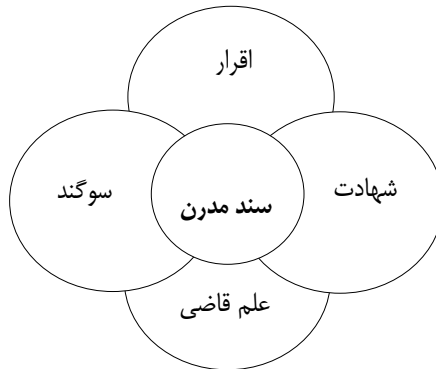 اقرار
شهادت
سوگند
سند مدرن
علم قاضی